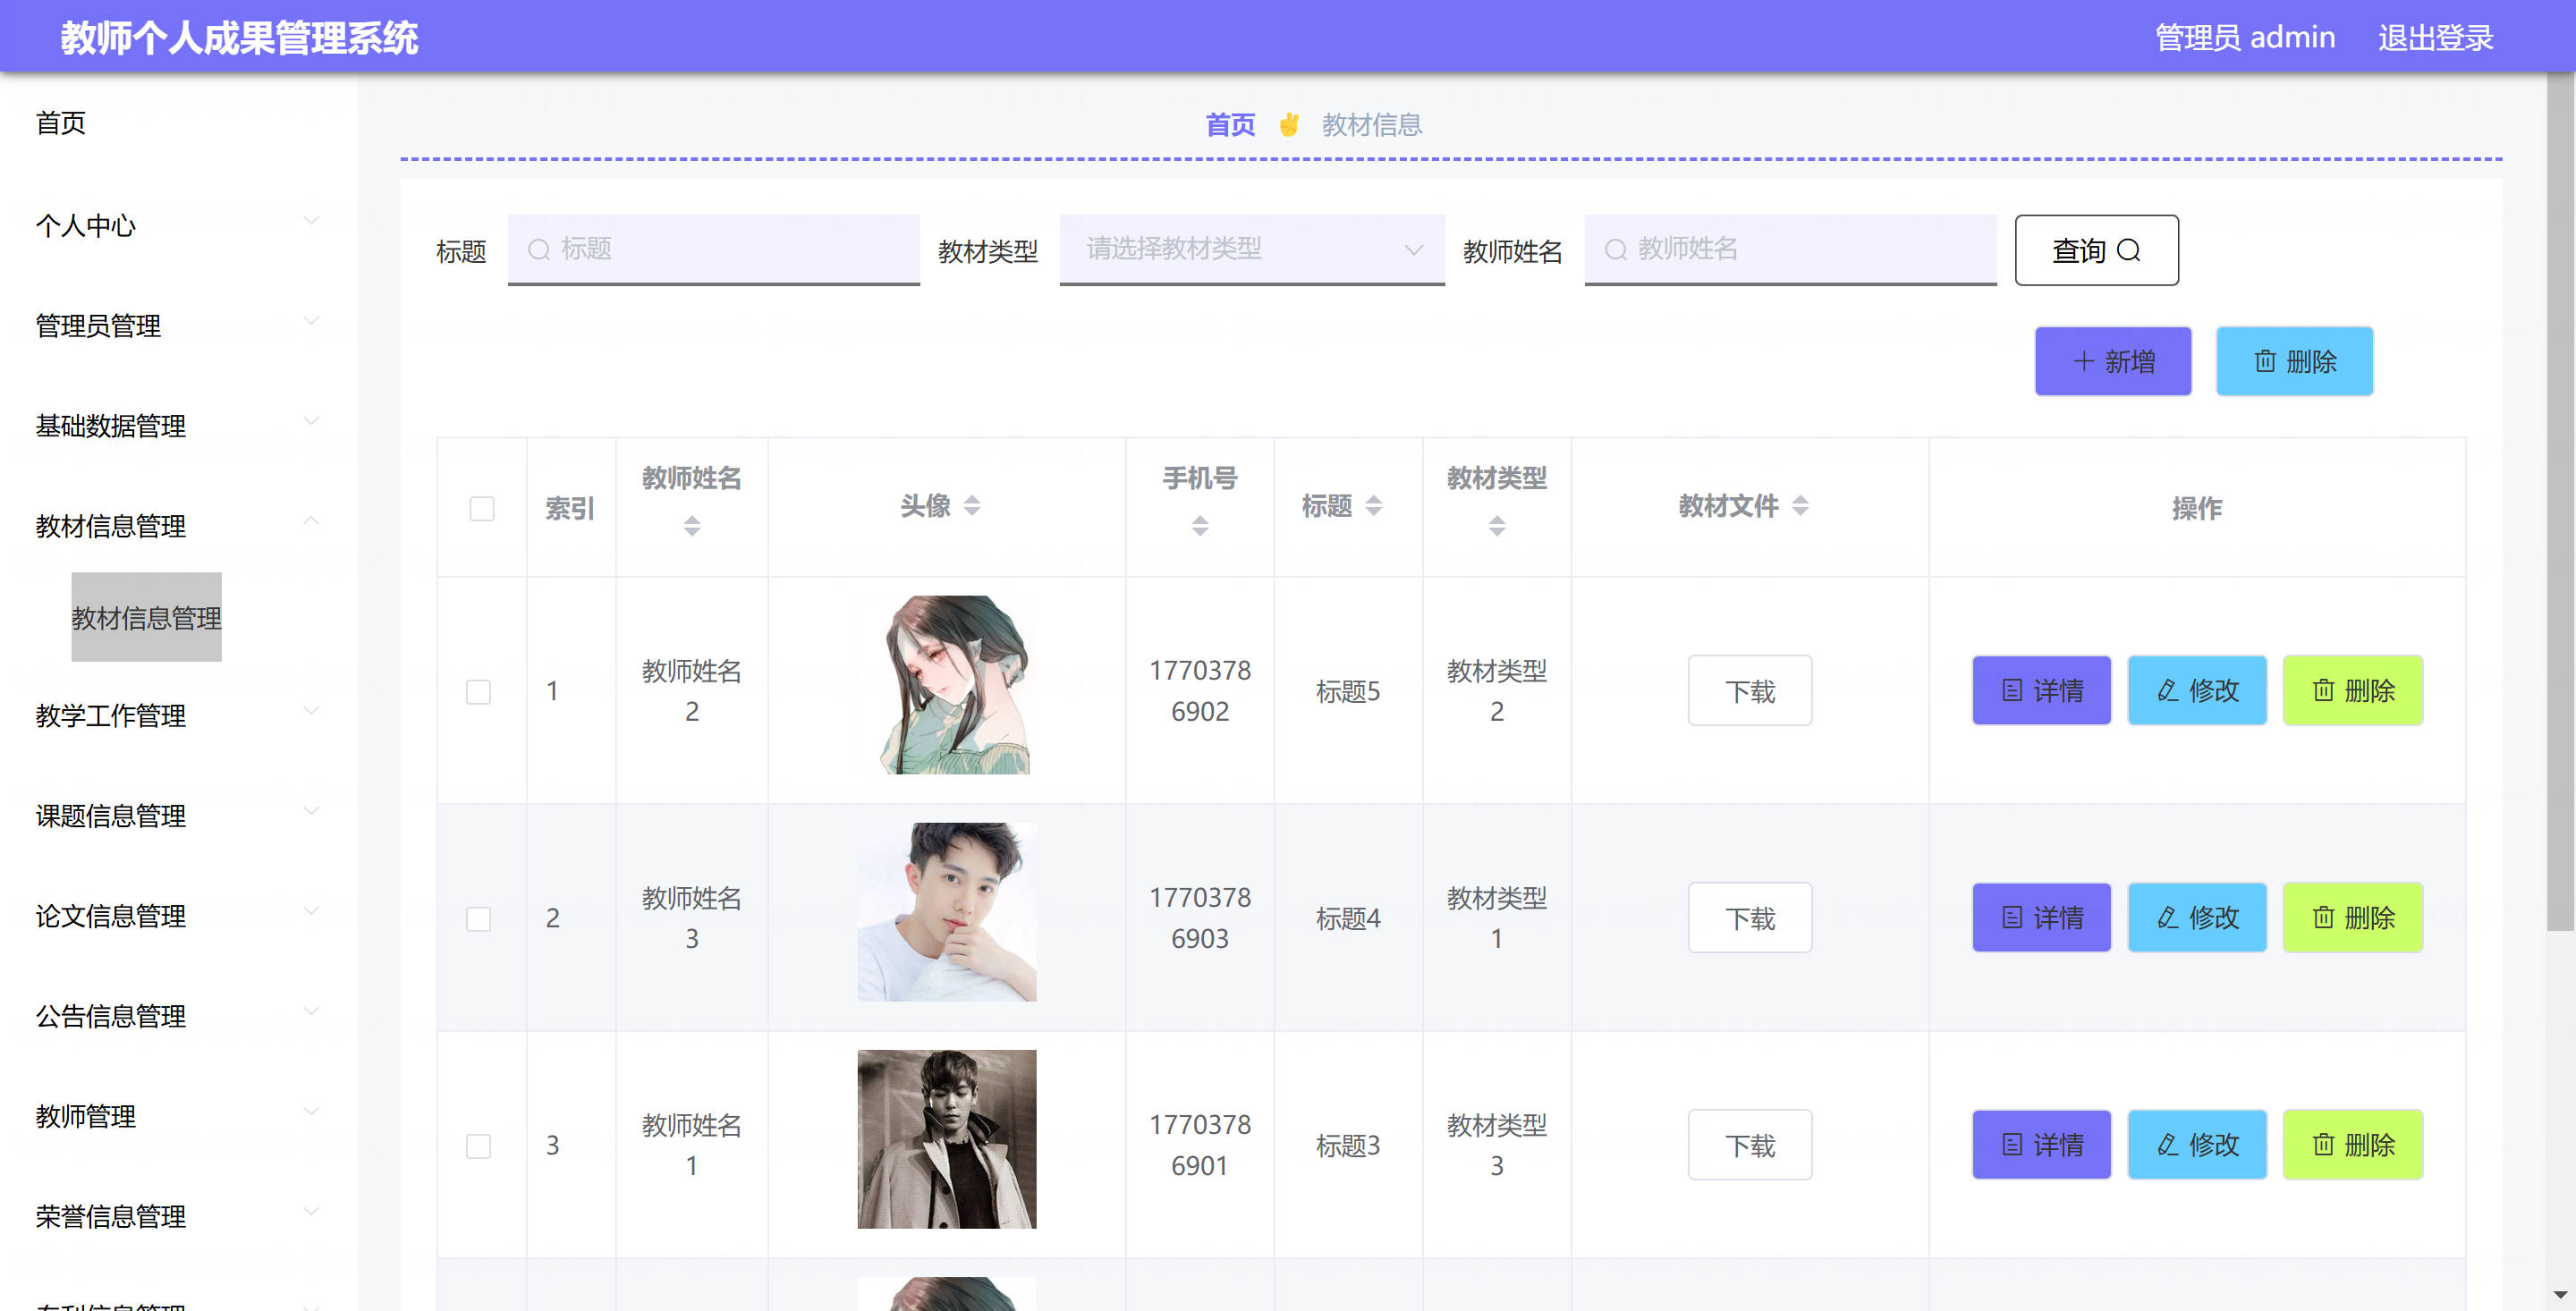 教师个人成果管理系统
管理员 admin
退出登录
首页
个人中心
管理员管理
基础数据管理
教材信息管理
教材信息管理
教学工作管理
课题信息管理
论文信息管理
公告信息管理
教师管理
荣誉信息管理
首页 ✌ 教材信息
标题 标题 教材类型 请选择教材类型 教师姓名 教师姓名 查询
新增 删除
索引 教师姓名 头像 手机号 标题 教材类型 教材文件 操作
1 教师姓名2 17703786902 标题5 教材类型2 下载 详情 修改 删除
2 教师姓名3 17703786903 标题4 教材类型1 下载 详情 修改 删除
3 教师姓名1 17703786901 标题3 教材类型3 下载 详情 修改 删除